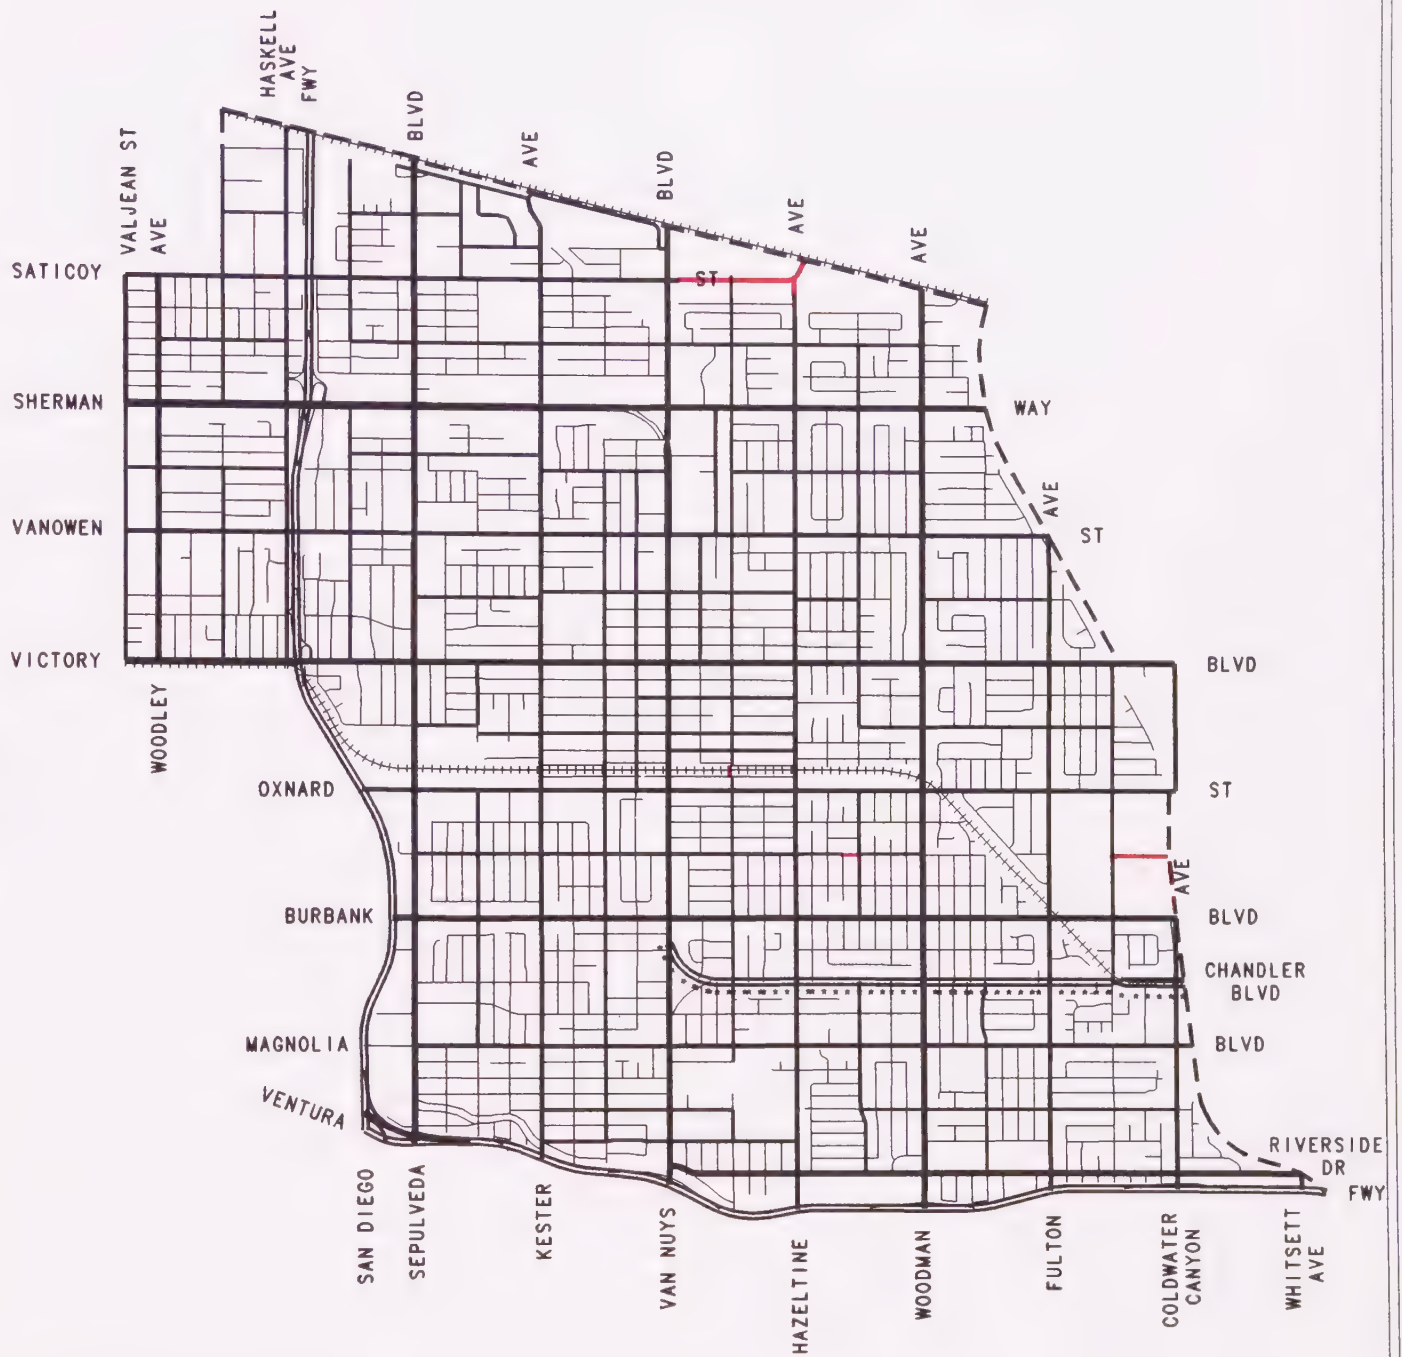 HASKELL
AVE
FWY
BLVD
AVE
BLVD
AVE
AVE
VALJEAN ST
AVE
SATICOY
ST
SHERMAN
WAY
VANOWEN
AVE
ST
VICTORY
BLVD
WOODLEY
OXNARD
ST
AVE
BURBANK
BLVD
CHANDLER
BLVD
MAGNOLIA
BLVD
VENTURA
RIVERSIDE
DR
FWY
SAN DIEGO
SEPULVEDA
KESTER
VAN NUYS
HAZELTINE
WOODMAN
FULTON
COLDWATER
CANYON
WHITSETT
AVE